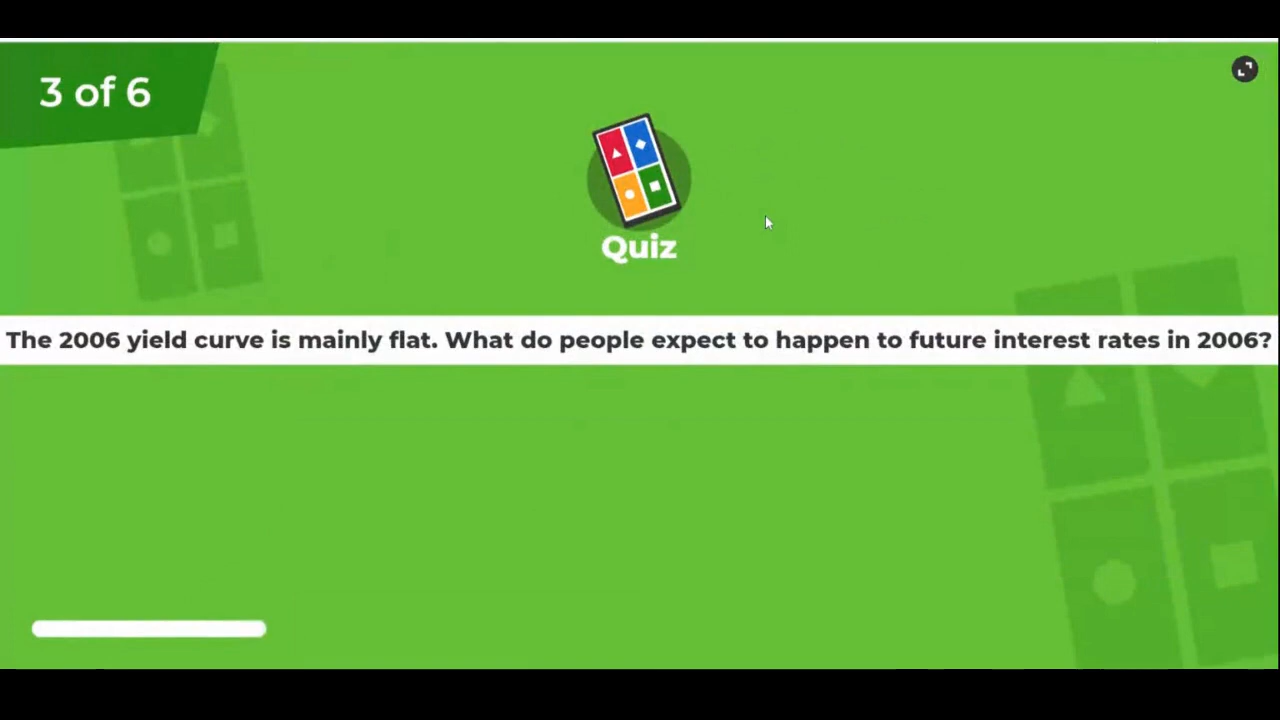 3 of 6
Quiz
The 2006 yield curve is mainly flat. What do people expect to happen to future interest rates in 2006?